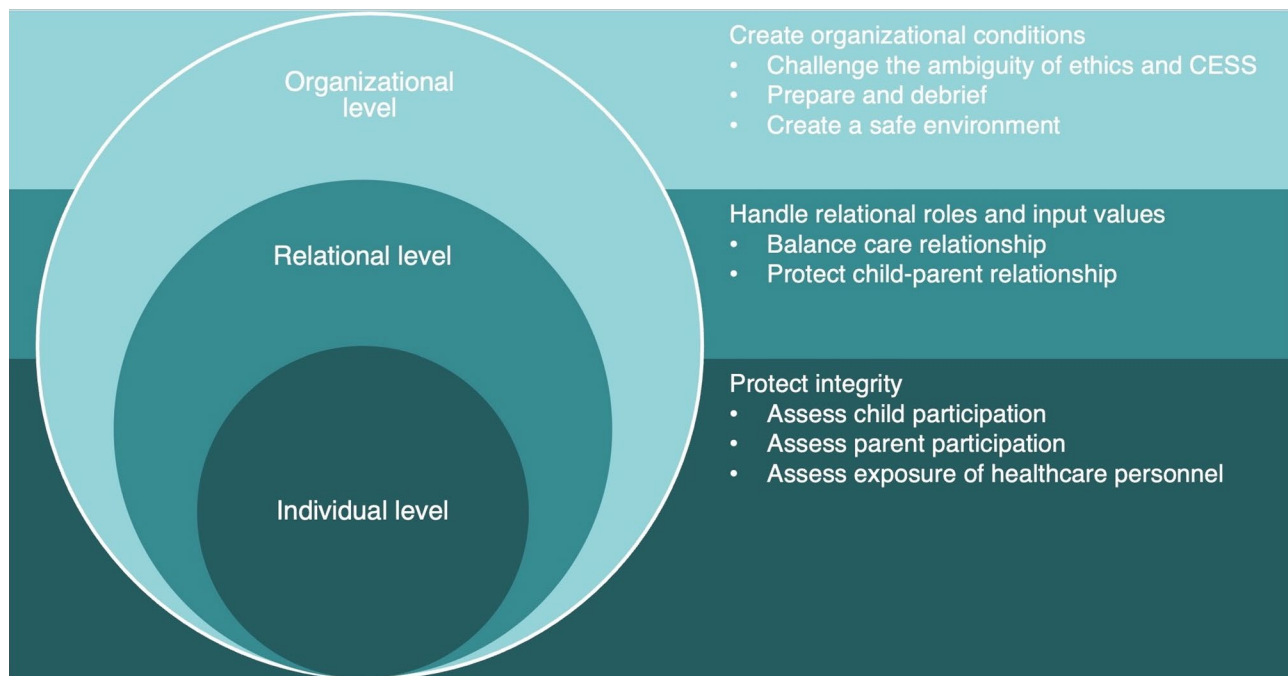 Organizational
level
Create organizational conditions
• Challenge the ambiguity of ethics and CESS
• Prepare and debrief
• Create a safe environment
Relational level
Handle relational roles and input values
• Balance care relationship
• Protect child-parent relationship
Individual level
Protect integrity
• Assess child participation
• Assess parent participation
• Assess exposure of healthcare personnel